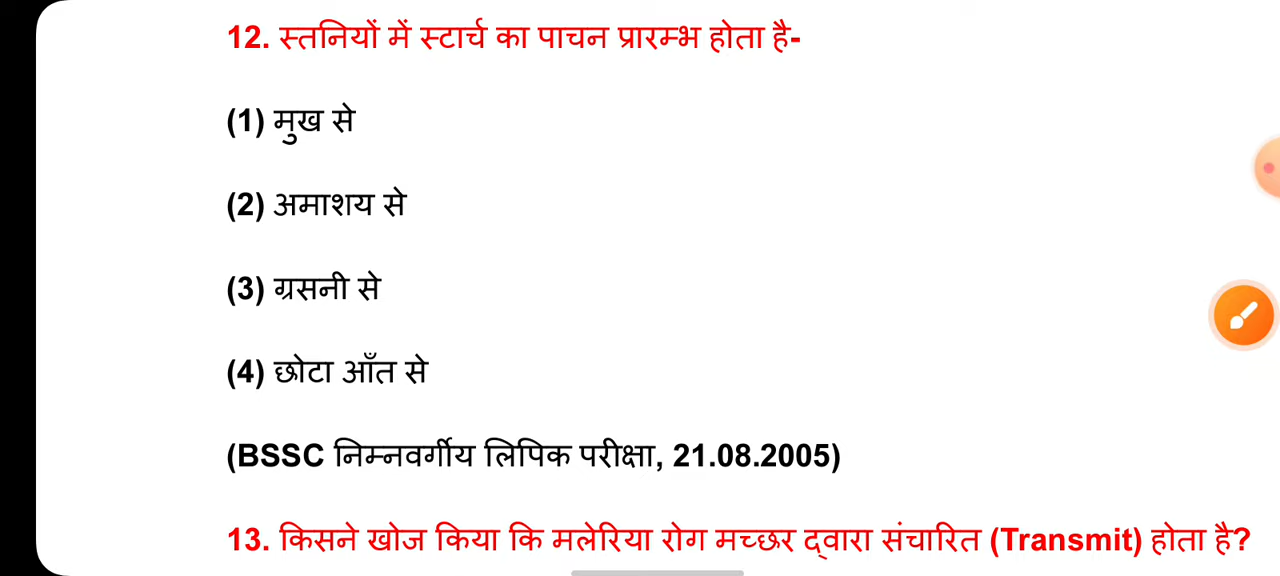 12. स्तनियों में स्टार्च का पाचन प्रारम्भ होता है-
(1) मुख से
(2) अमाशय से
(3) ग्रसनी से
(4) छोटा आँत से
(BSSC निम्नवर्गीय लिपिक परीक्षा, 21.08.2005)
13. किसने खोज किया कि मलेरिया रोग मच्छर द्वारा संचारित (Transmit) होता है?